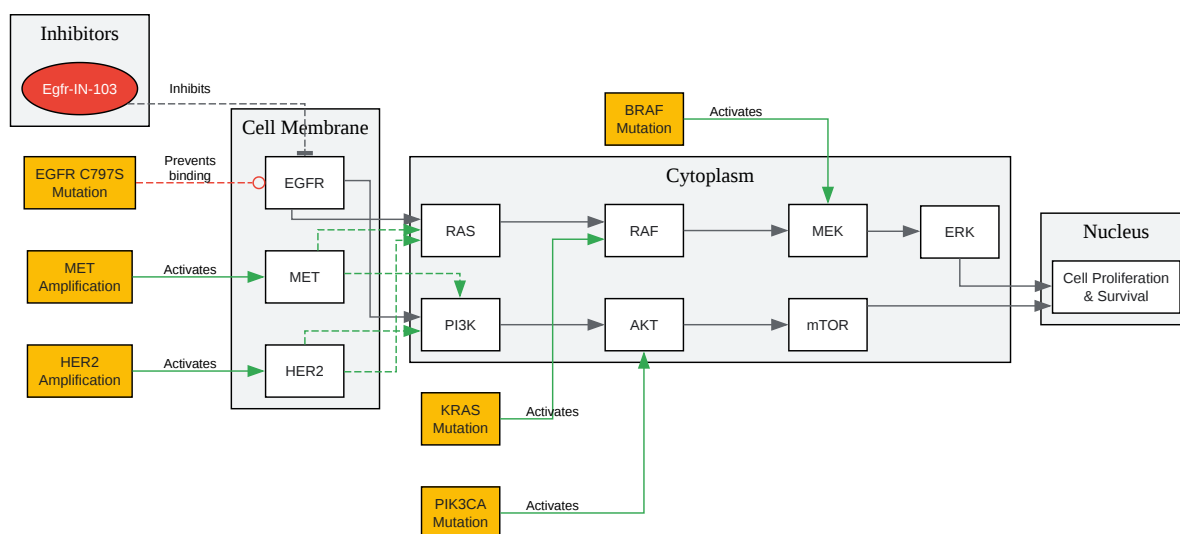 Inhibitors
Egfr-IN-103
Inhibits
Cell Membrane
EGFR C797S
Mutation
Prevents
binding
EGFR
MET
Amplification
Activates
MET
HER2
Amplification
Activates
HER2
BRAF
Mutation
Activates
Cytoplasm
RAS
RAF
MEK
ERK
PI3K
AKT
mTOR
Nucleus
Cell Proliferation
& Survival
KRAS
Mutation
Activates
PIK3CA
Mutation
Activates